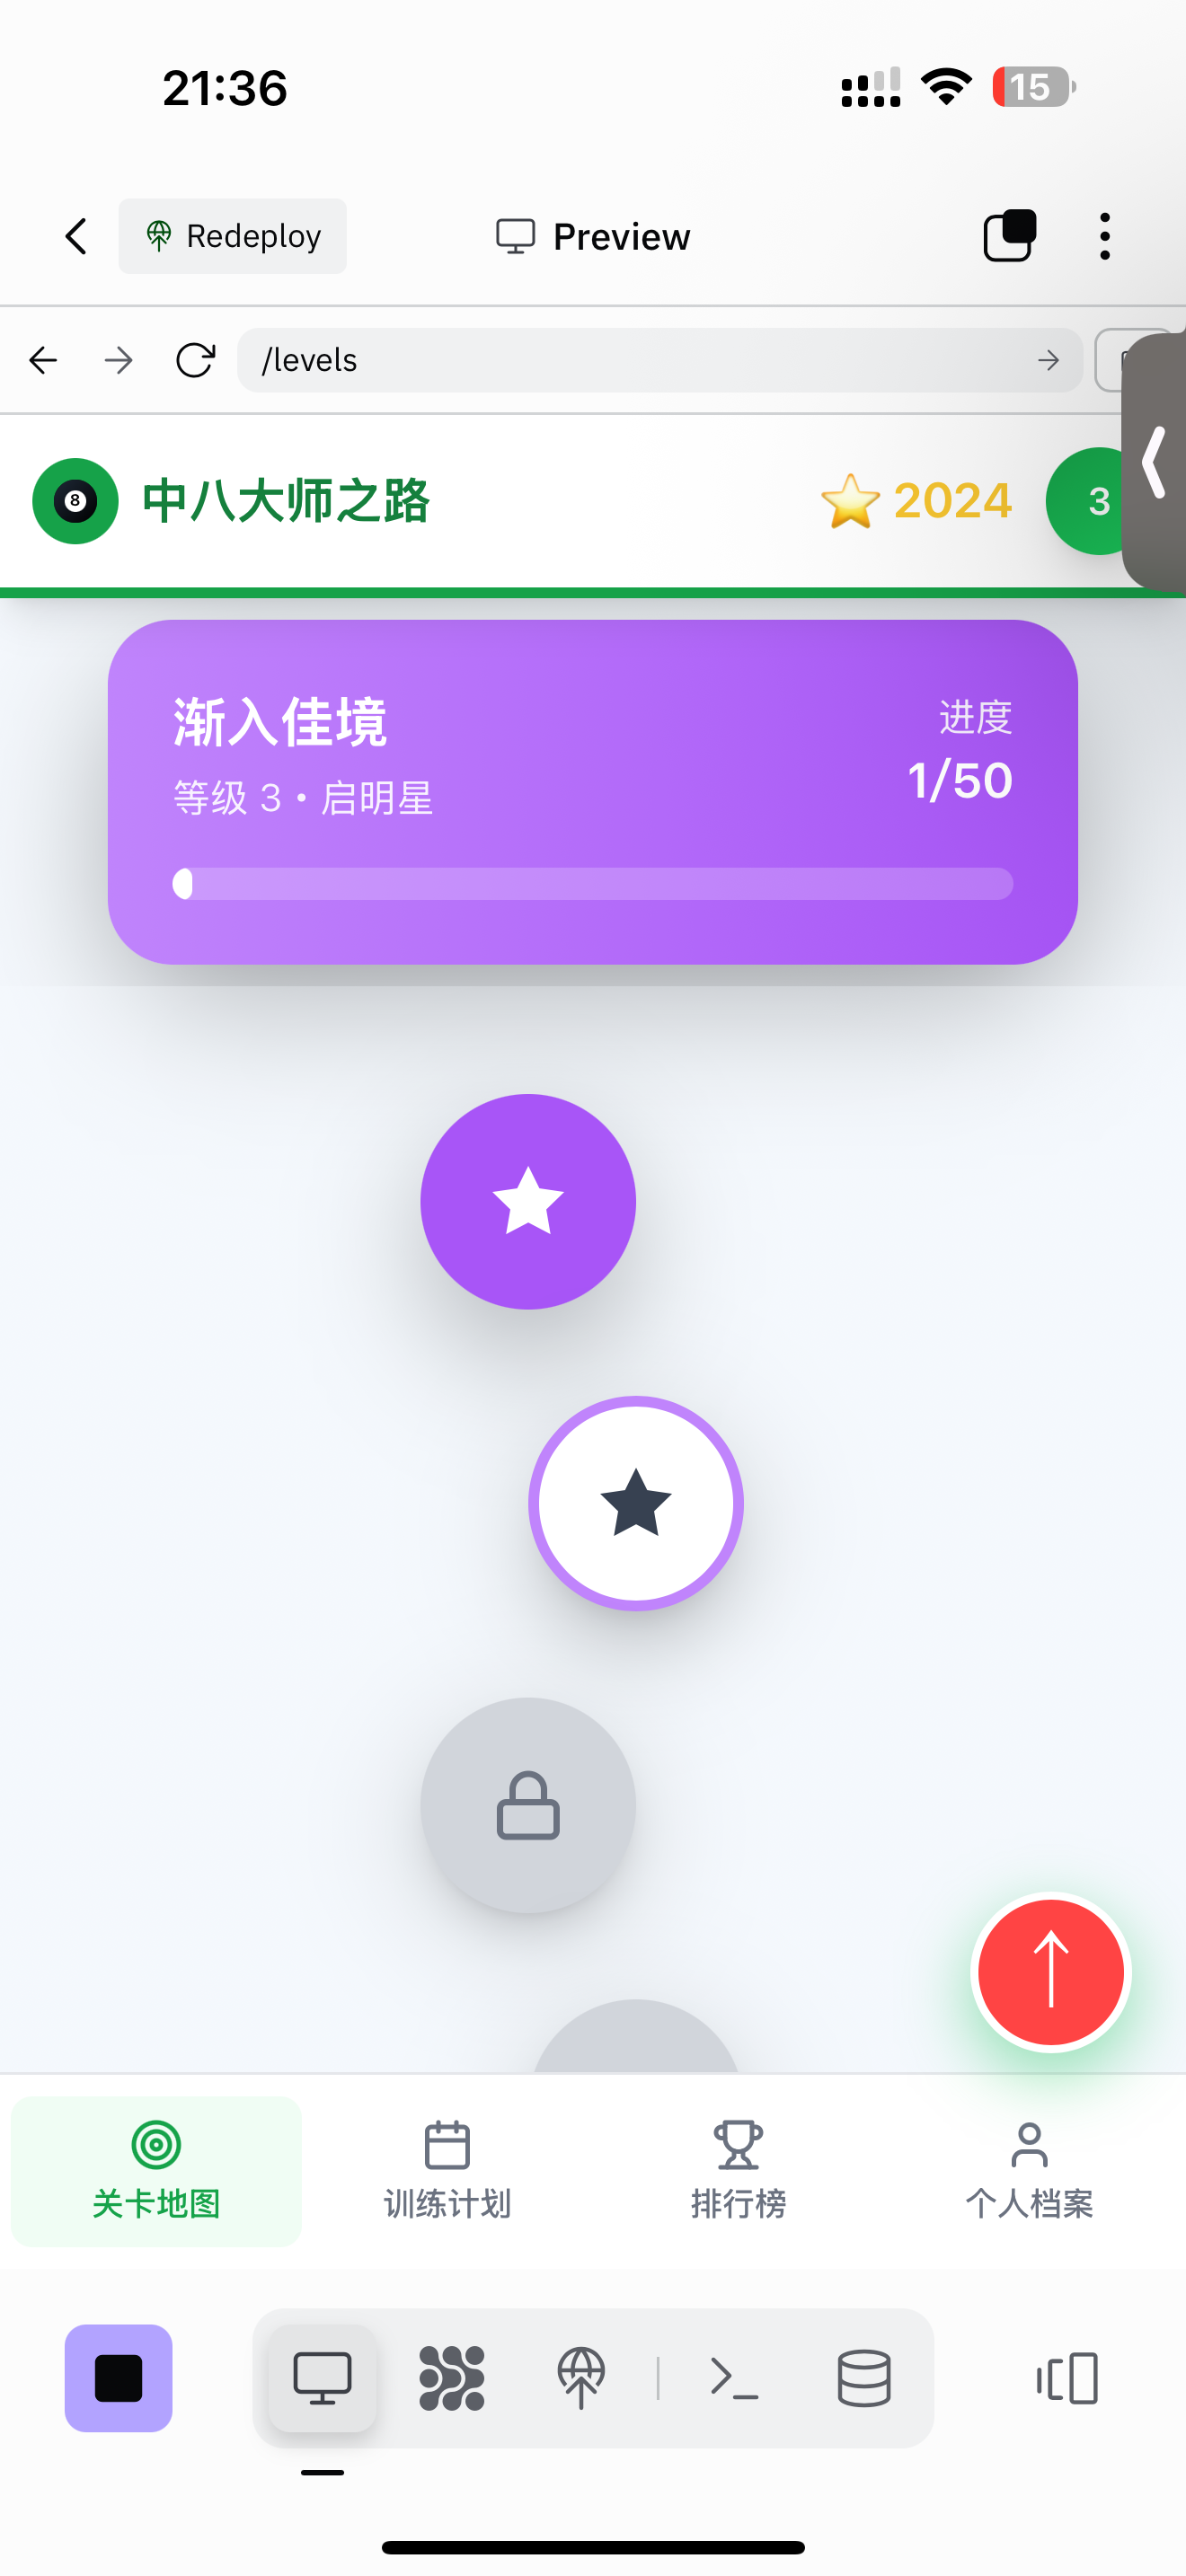 21:36
15
Redeploy
Preview
/levels
8
中八大师之路
2024
3
渐入佳境
进度
等级 3 • 启明星
1/50
关卡地图
训练计划
排行榜
个人档案